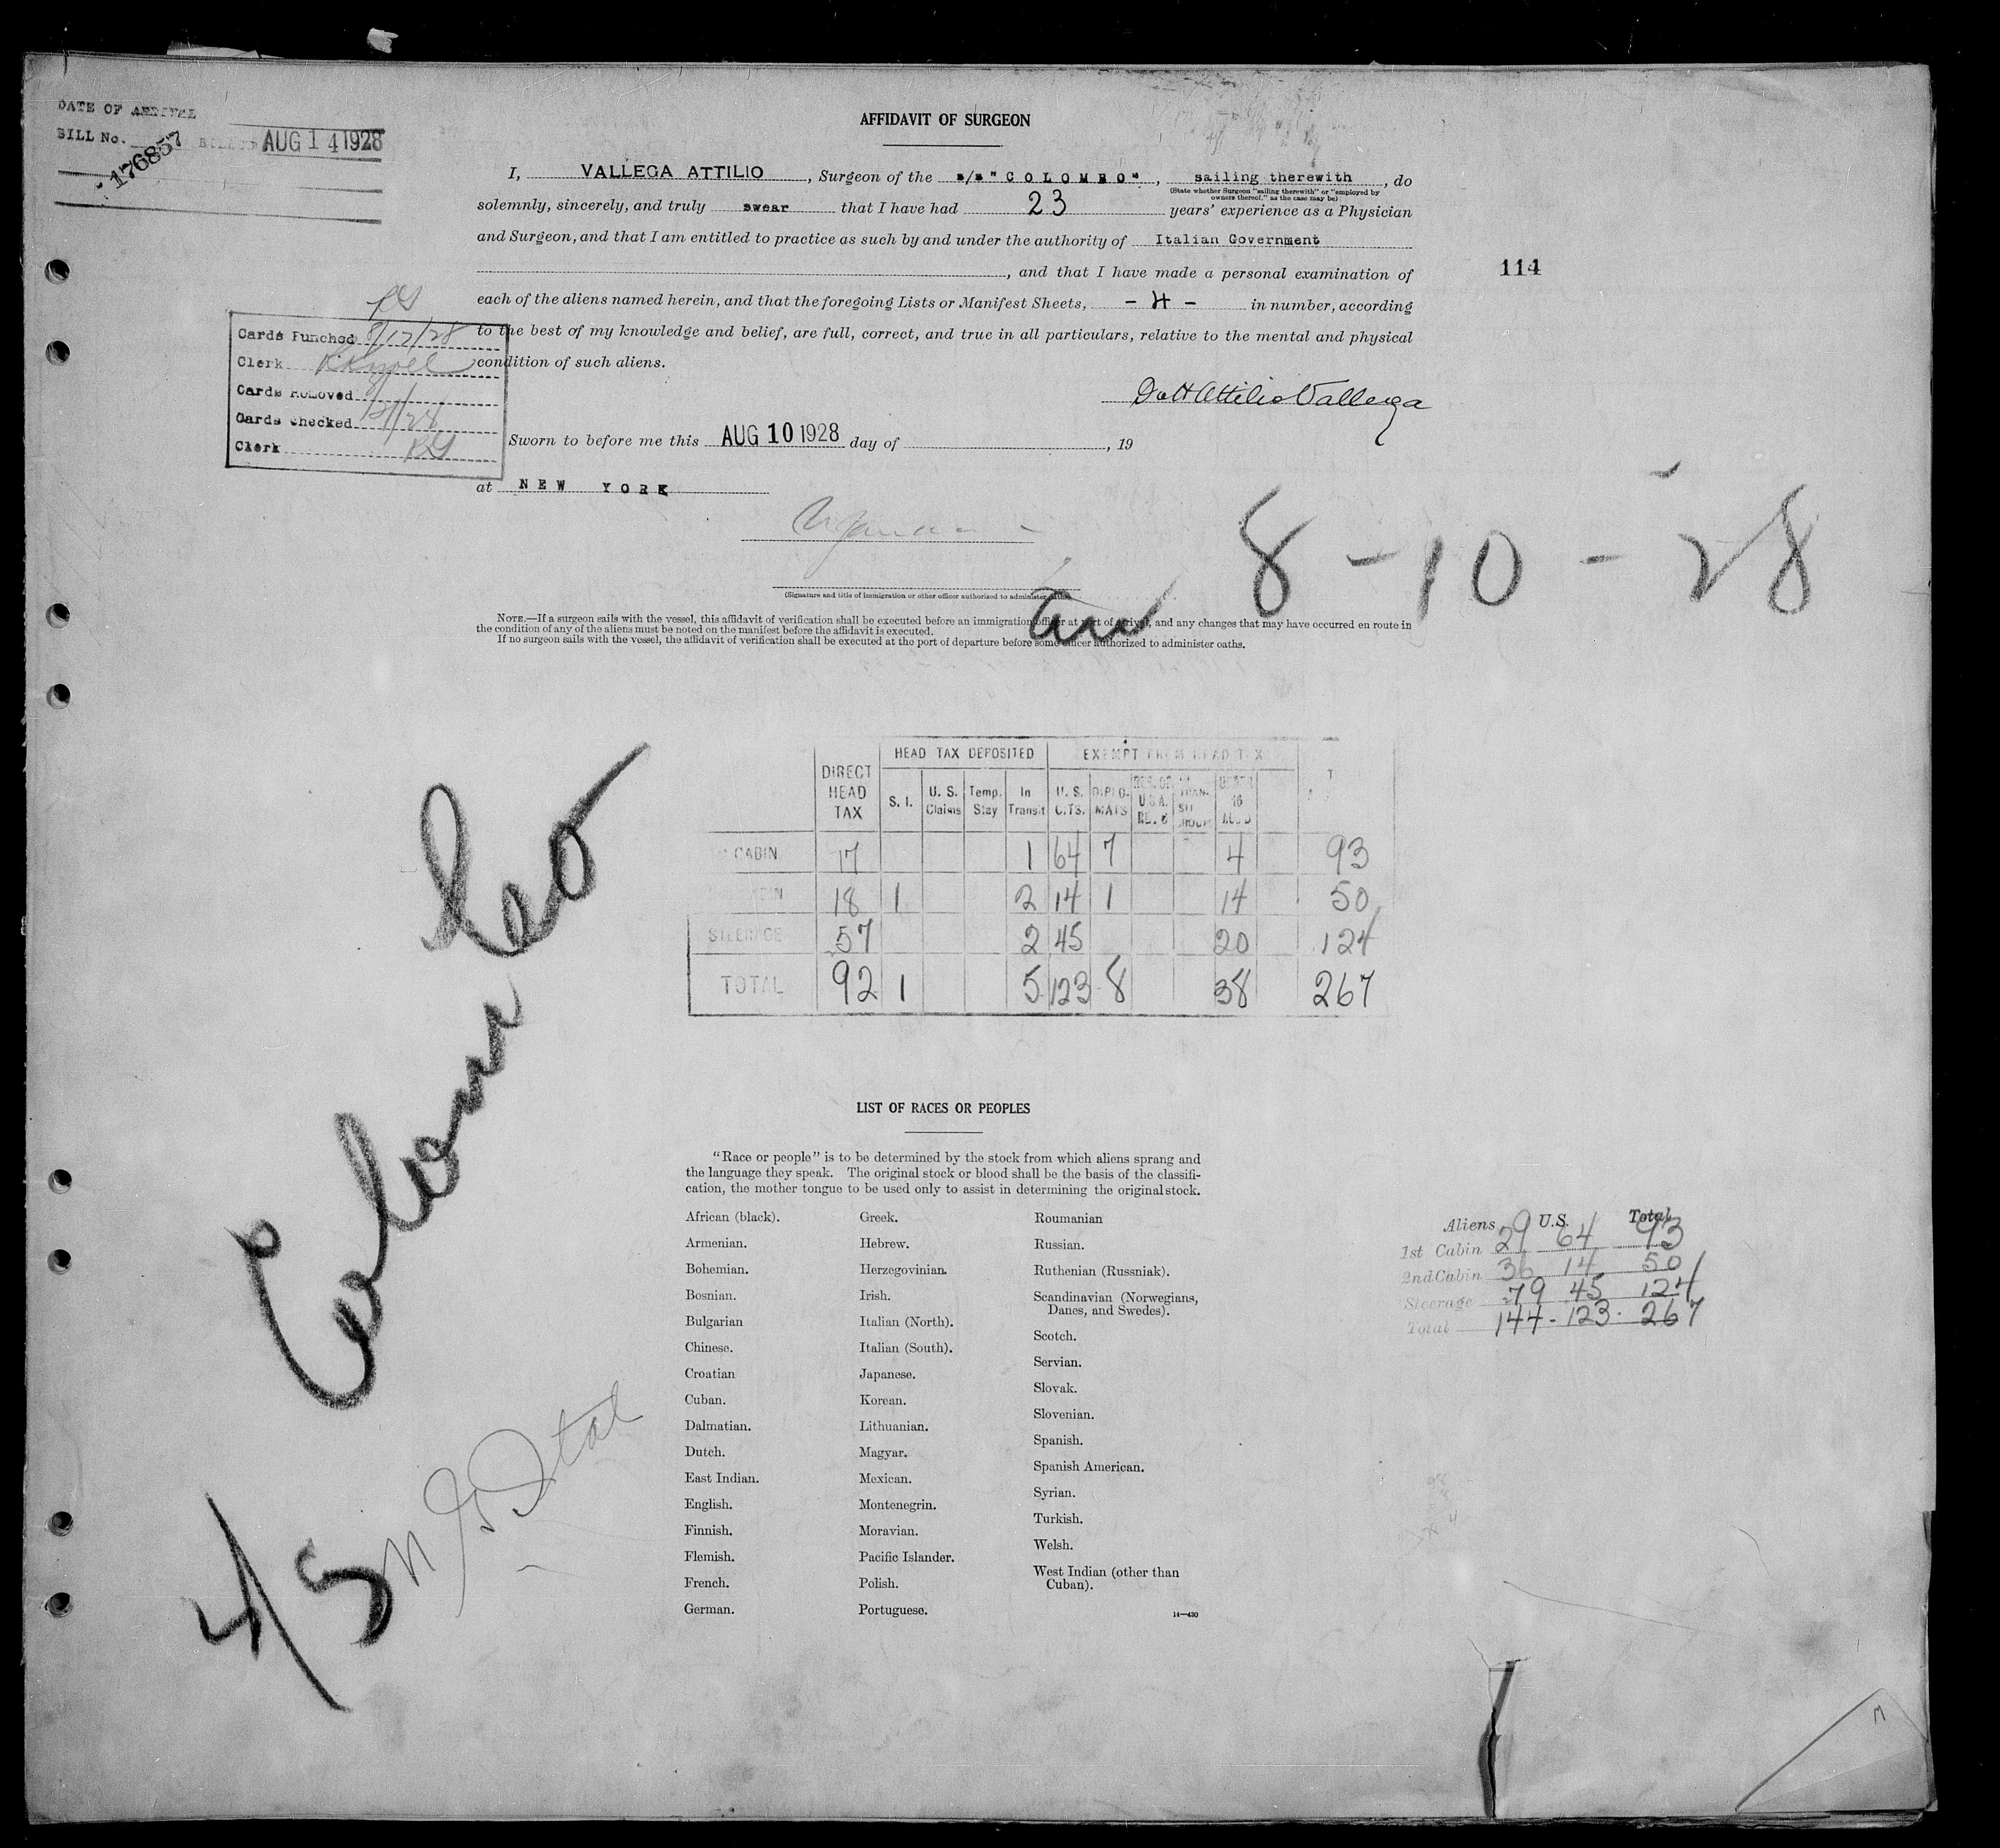 DATE OF ARRIVAL
BILL No. 176857 BILLED AUG 14 1928
AFFIDAVIT OF SURGEON
I, VALLEGA ATTILIO, Surgeon of the s/s "COLOMBO", sailing therewith, do
(State whether Surgeon "sailing therewith" or "employed by
owners thereof," as the case may be)
solemnly, sincerely, and truly swear that I have had 23 years' experience as a Physician
and Surgeon, and that I am entitled to practice as such by and under the authority of Italian Government
, and that I have made a personal examination of
114
each of the aliens named herein, and that the foregoing Lists or Manifest Sheets, - 4 - in number, according
to the best of my knowledge and belief, are full, correct, and true in all particulars, relative to the mental and physical
condition of such aliens.
Cards Punched 8/12/28
Clerk
Cards Removed
Cards Checked
Clerk
Dott Attilio Vallega
Sworn to before me this AUG 10 1928 day of , 19
at NEW YORK
8-10-28
(Signature and title of immigration or other officer authorized to administer oaths)
NOTE.—If a surgeon sails with the vessel, this affidavit of verification shall be executed before an immigration officer at port of arrival, and any changes that may have occurred en route in
the condition of any of the aliens must be noted on the manifest before the affidavit is executed.
If no surgeon sails with the vessel, the affidavit of verification shall be executed at the port of departure before some officer authorized to administer oaths.
HEAD TAX DEPOSITED EXEMPT FROM HEAD TAX
DIRECT HEAD TAX S. I. U. S. Claims Temp. Stay In Transit U. S. CITS. DIPLOMATS
CABIN 17 1 64 7 4 93
CABIN 18 1 2 14 1 14 50
STEERAGE 57 2 45 20 124
TOTAL 92 1 5 123 8 38 267
Colombo
LIST OF RACES OR PEOPLES
"Race or people" is to be determined by the stock from which aliens sprang and
the language they speak. The original stock or blood shall be the basis of the classifi-
cation, the mother tongue to be used only to assist in determining the original stock.
African (black).
Armenian.
Bohemian.
Bosnian.
Bulgarian
Chinese.
Croatian
Cuban.
Dalmatian.
Dutch.
East Indian.
English.
Finnish.
Flemish.
French.
German.
Greek.
Hebrew.
Herzegovinian.
Irish.
Italian (North).
Italian (South).
Japanese.
Korean.
Lithuanian.
Magyar.
Mexican.
Montenegrin.
Moravian.
Pacific Islander.
Polish.
Portuguese.
Roumanian
Russian.
Ruthenian (Russniak).
Scandinavian (Norwegians,
Danes, and Swedes).
Scotch.
Servian.
Slovak.
Slovenian.
Spanish.
Spanish American.
Syrian.
Turkish.
Welsh.
West Indian (other than
Cuban).
14—430
Aliens U.S. Total
1st Cabin 29 64 93
2nd Cabin 36 14 50
Steerage 79 45 124
Total 144 - 123 - 267